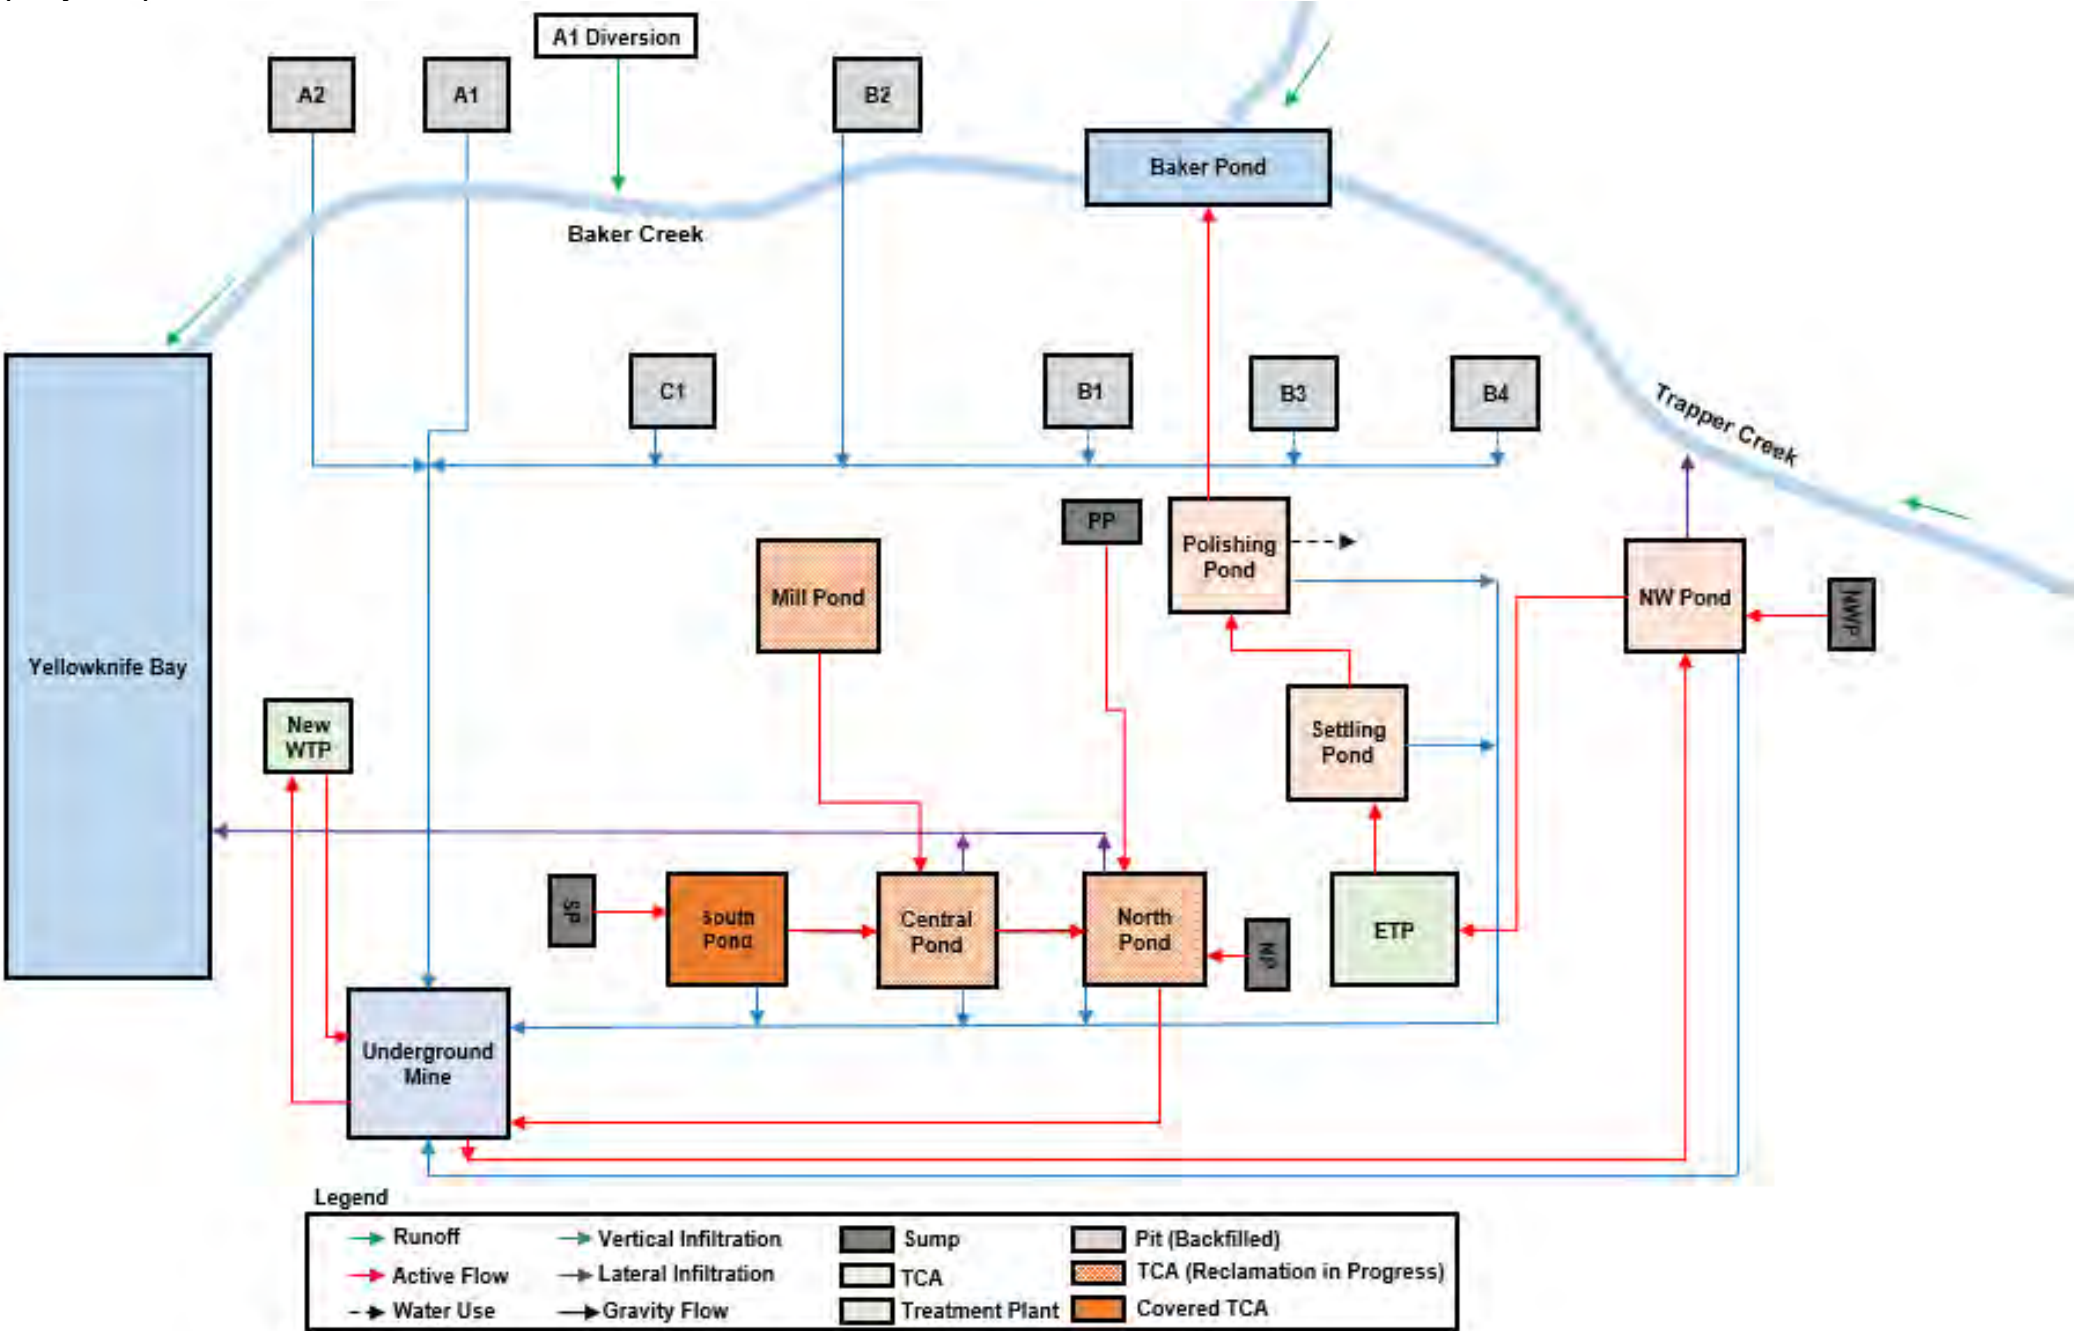 A1 Diversion
A2
A1
B2
Baker Pond
Baker Creek
C1
B1
B3
B4
Trapper Creek
PP
Polishing
Pond
Mill Pond
NW Pond
NWP
Yellowknife Bay
New
WTP
Settling
Pond
SP
South
Pond
Central
Pond
North
Pond
NP
ETP
Underground
Mine
Legend
Runoff
Vertical Infiltration
Sump
Pit (Backfilled)
Active Flow
Lateral Infiltration
TCA
TCA (Reclamation in Progress)
Water Use
Gravity Flow
Treatment Plant
Covered TCA